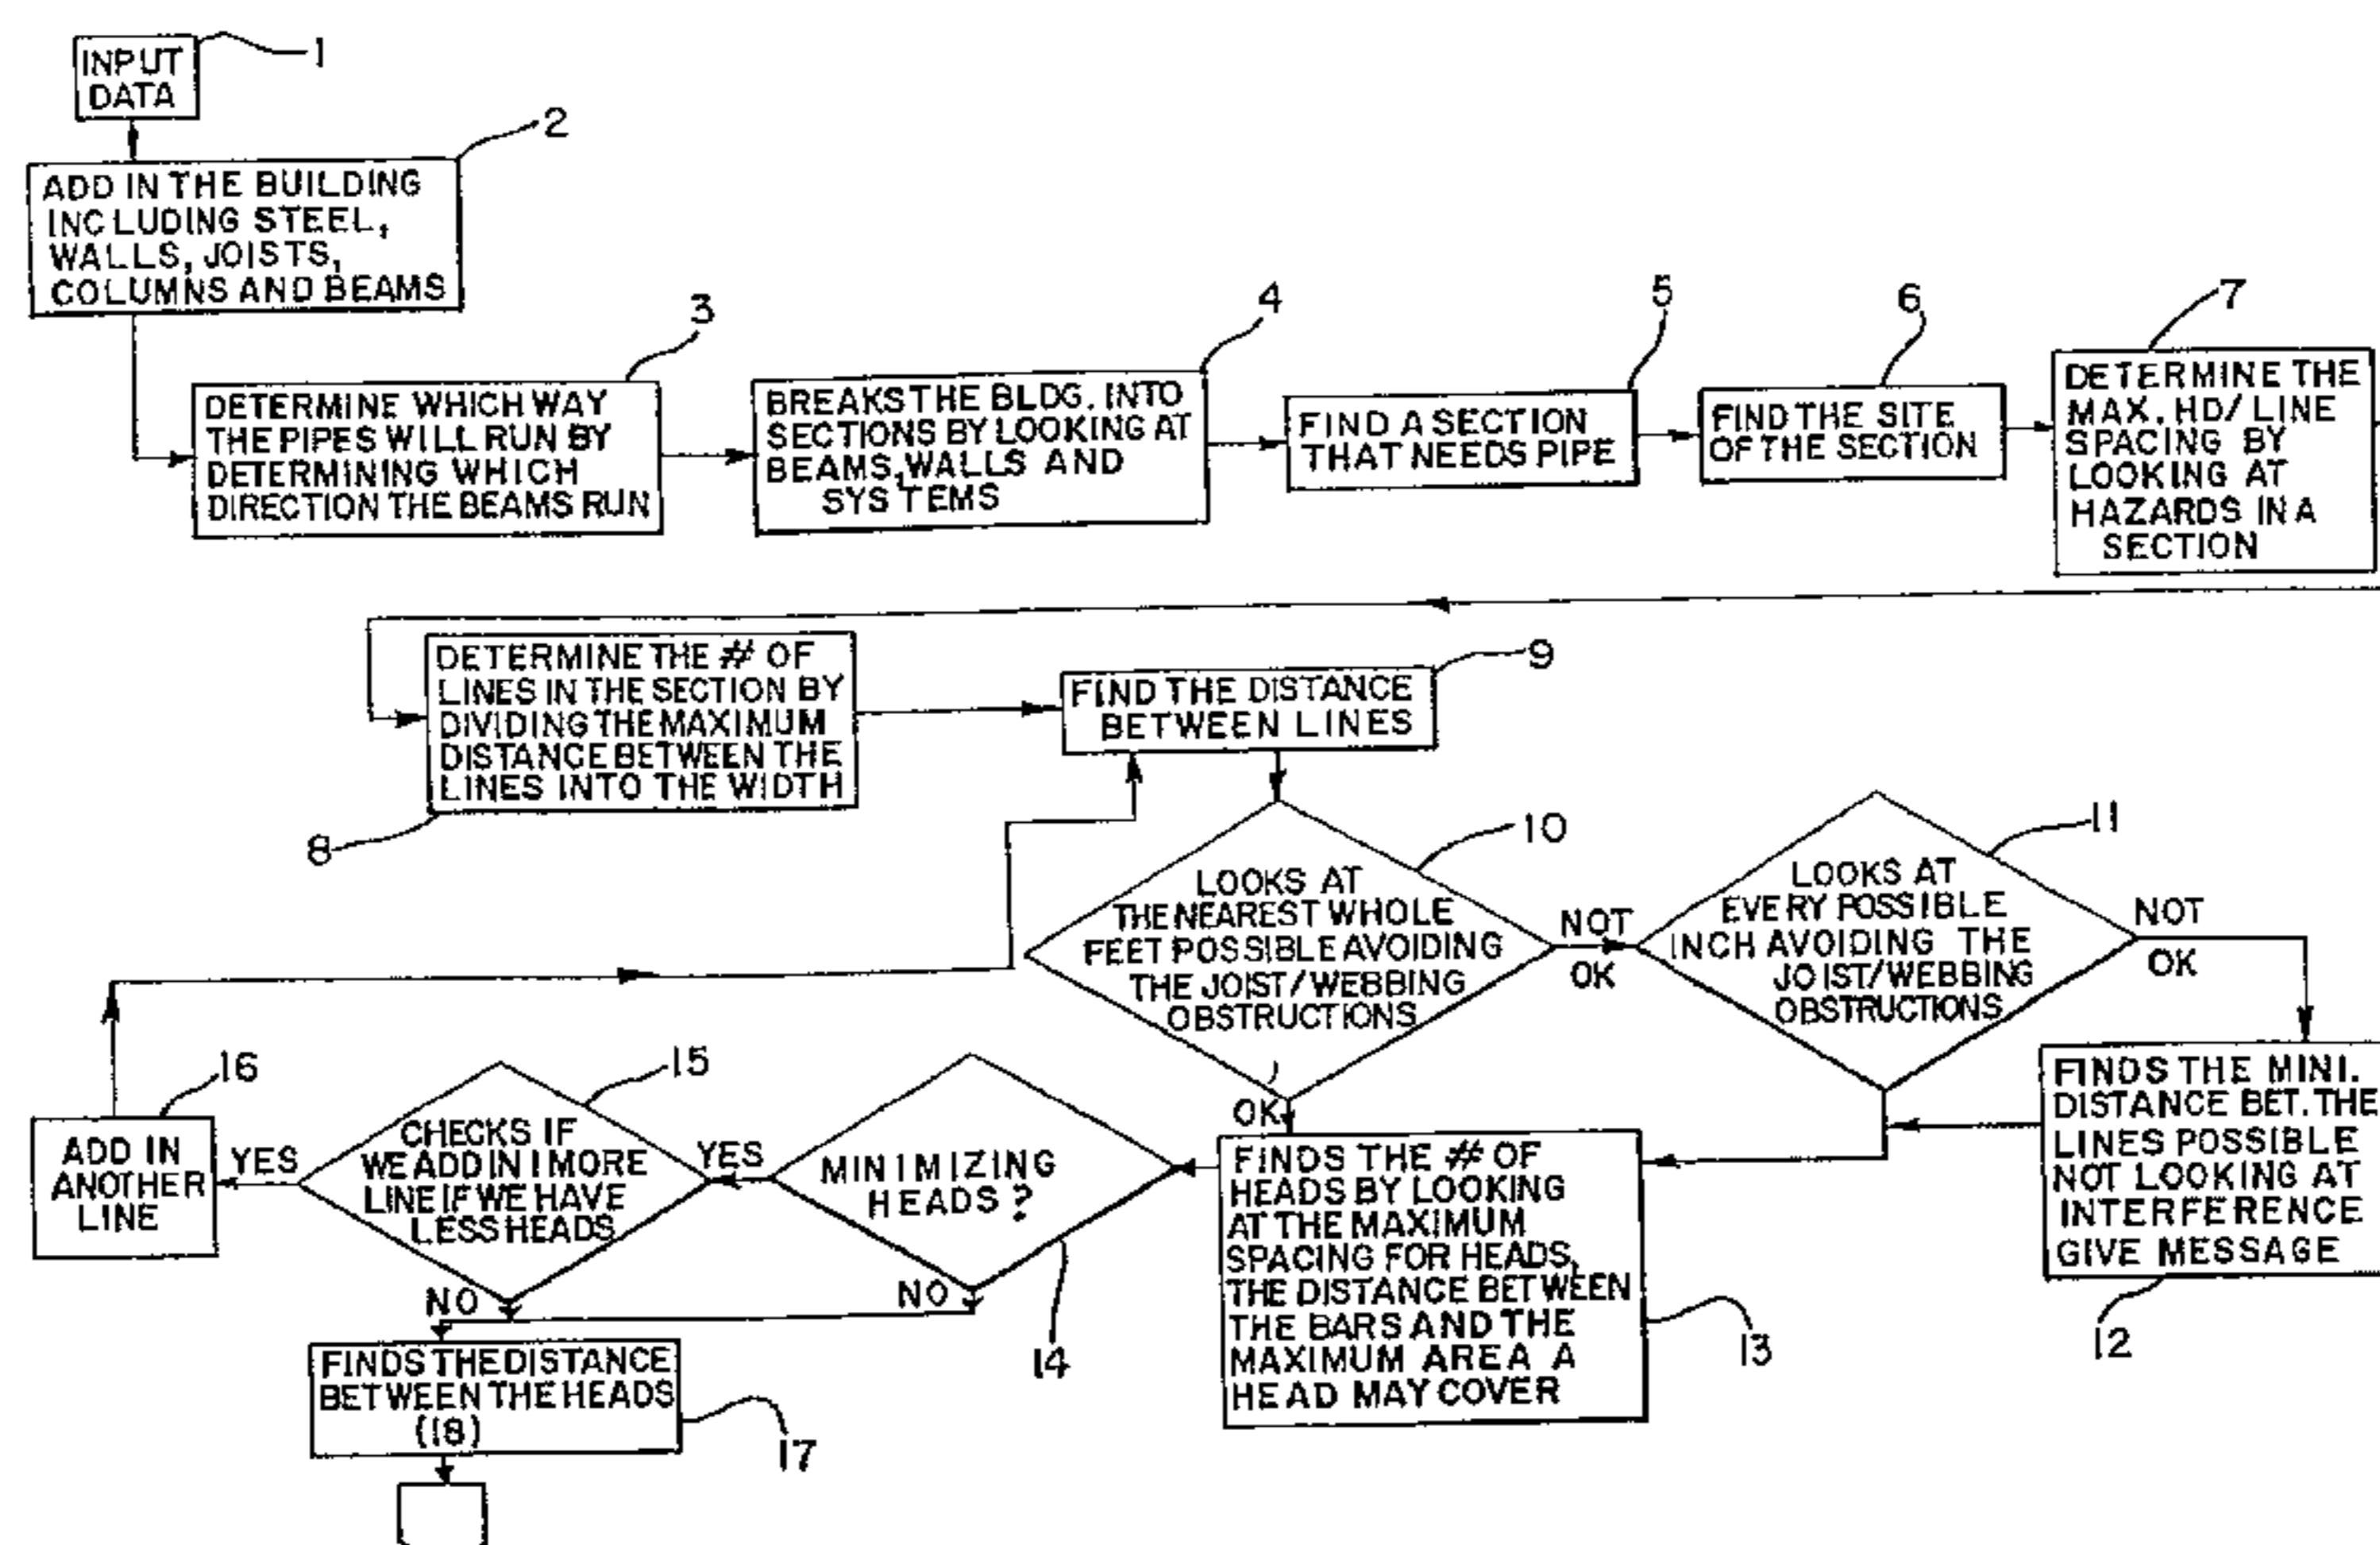 1
INPUT
DATA
2
ADD IN THE BUILDING
INCLUDING STEEL,
WALLS, JOISTS,
COLUMNS AND BEAMS
3
DETERMINE WHICH WAY
THE PIPES WILL RUN BY
DETERMINING WHICH
DIRECTION THE BEAMS RUN
4
BREAKS THE BLDG. INTO
SECTIONS BY LOOKING AT
BEAMS, WALLS AND
SYSTEMS
5
FIND A SECTION
THAT NEEDS PIPE
6
FIND THE SITE
OF THE SECTION
7
DETERMINE THE
MAX. HD/LINE
SPACING BY
LOOKING AT
HAZARDS IN A
SECTION
DETERMINE THE # OF
LINES IN THE SECTION BY
DIVIDING THE MAXIMUM
DISTANCE BETWEEN THE
LINES INTO THE WIDTH
8
9
FIND THE DISTANCE
BETWEEN LINES
10
LOOKS AT
THE NEAREST WHOLE
FEET POSSIBLE AVOIDING
THE JOIST/WEBBING
OBSTRUCTIONS
NOT
OK
OK
11
LOOKS AT
EVERY POSSIBLE
INCH AVOIDING THE
JOIST/WEBBING
OBSTRUCTIONS
NOT
OK
FINDS THE MINI.
DISTANCE BET. THE
LINES POSSIBLE
NOT LOOKING AT
INTERFERENCE
GIVE MESSAGE
12
FINDS THE # OF
HEADS BY LOOKING
AT THE MAXIMUM
SPACING FOR HEADS,
THE DISTANCE BETWEEN
THE BARS AND THE
MAXIMUM AREA A
HEAD MAY COVER
13
MINIMIZING
HEADS?
14
YES
NO
15
CHECKS IF
WE ADD IN 1 MORE
LINE IF WE HAVE
LESS HEADS
YES
NO
16
ADD IN
ANOTHER
LINE
FINDS THE DISTANCE
BETWEEN THE HEADS
(18)
17